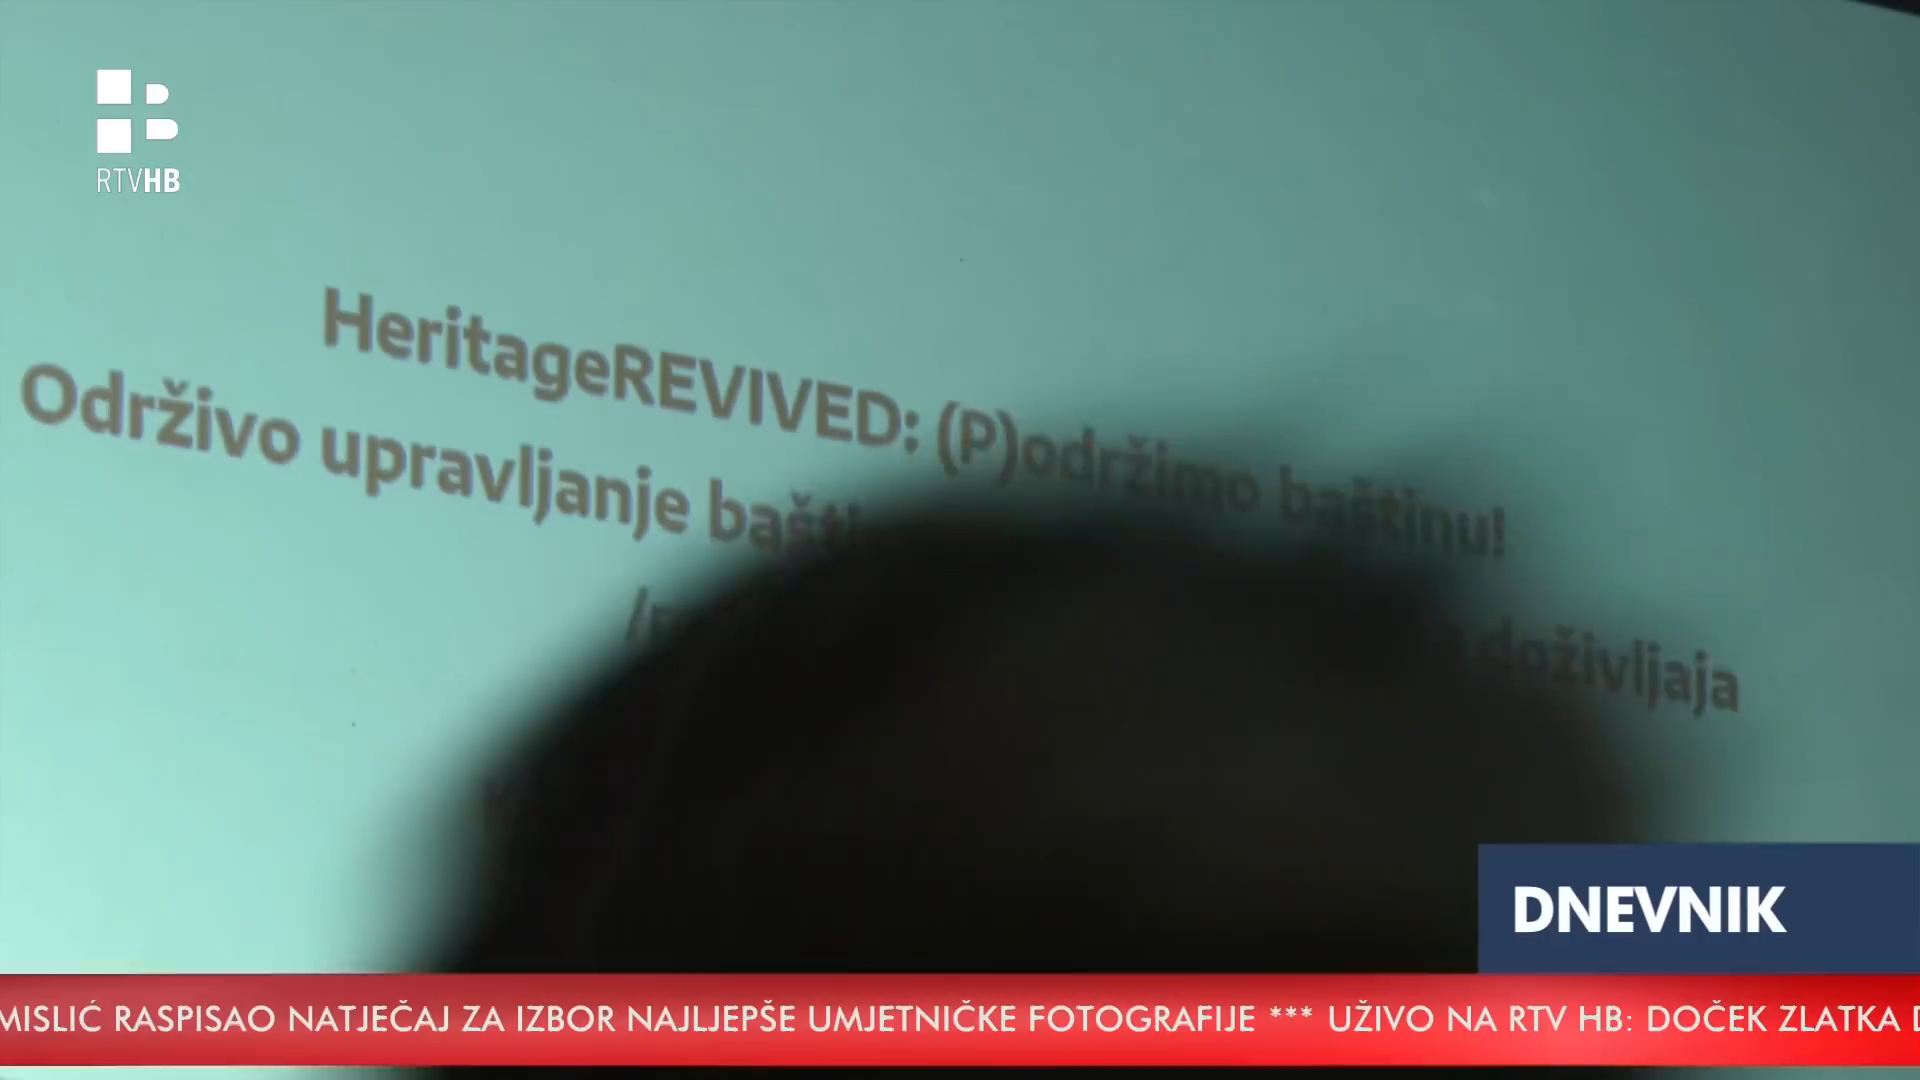 RTVHB
HeritageREVIVED: (P)održimo baštinu!
Održivo upravljanje
doživljaja
DNEVNIK
MISLIĆ RASPISAO NATJEČAJ ZA IZBOR NAJLJEPŠE UMJETNIČKE FOTOGRAFIJE *** UŽIVO NA RTV HB: DOČEK ZLATKA